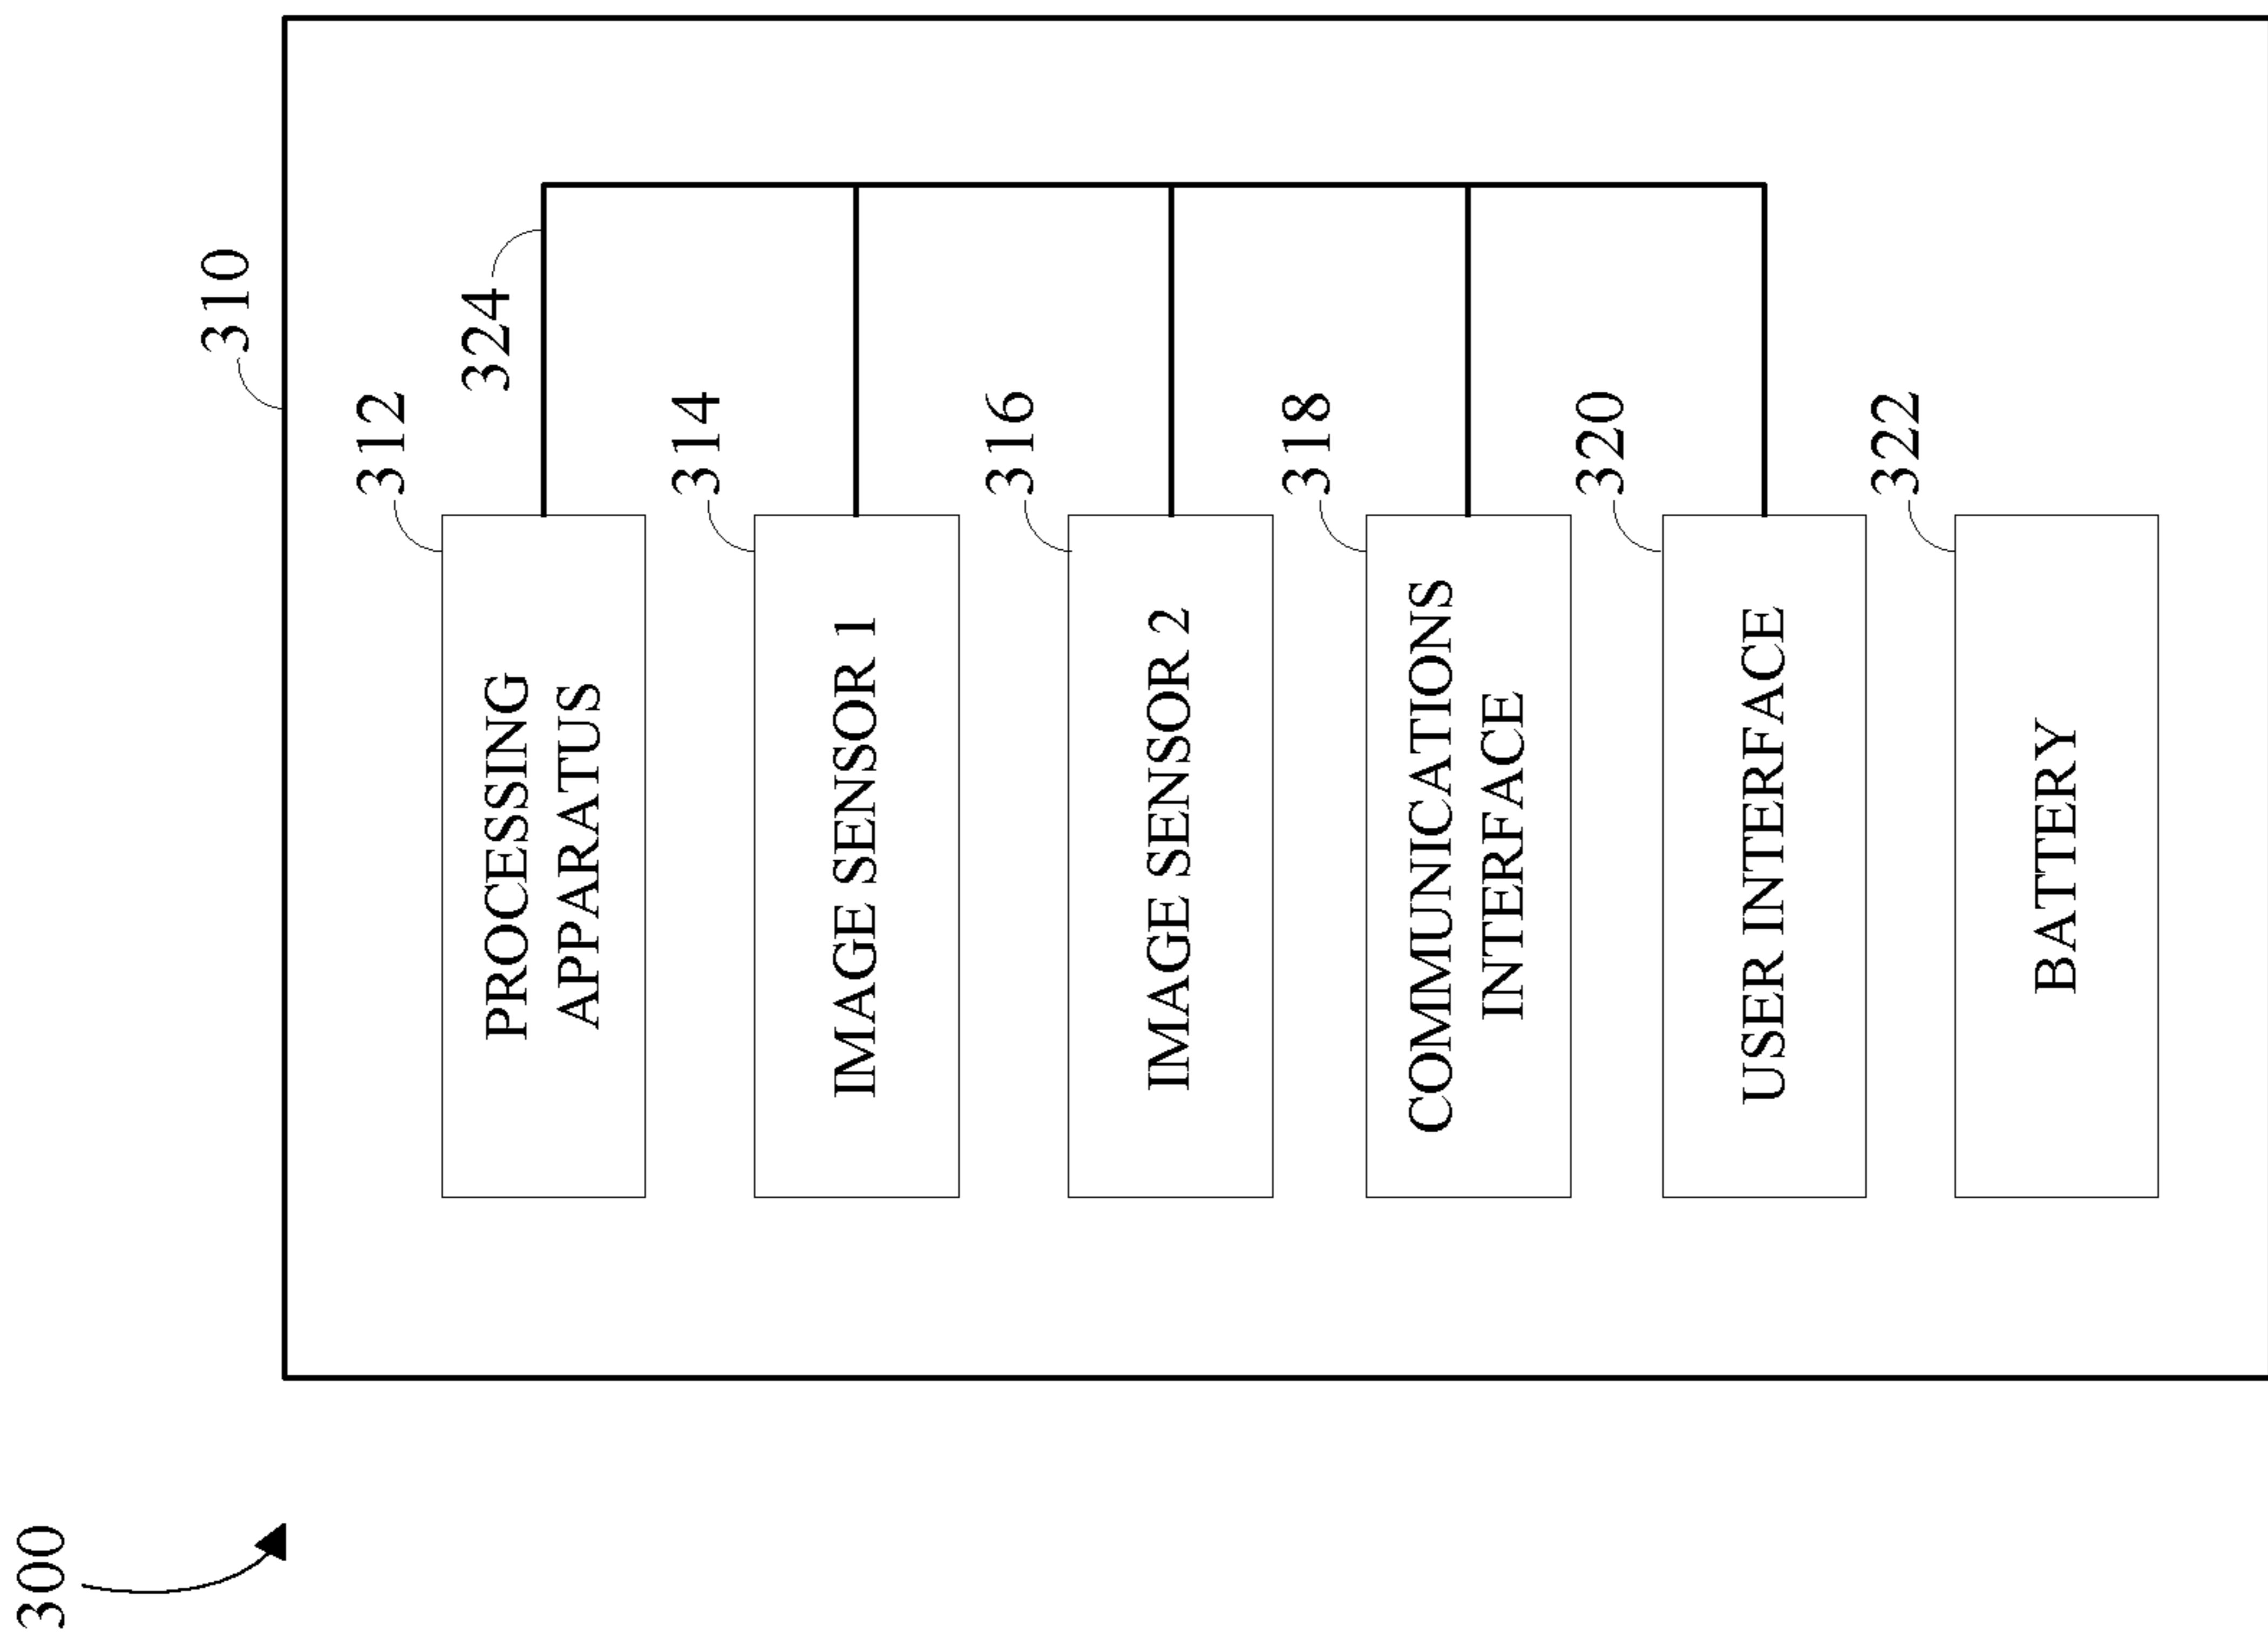 300
310
312
324
PROCESSING
APPARATUS
314
IMAGE SENSOR 1
316
IMAGE SENSOR 2
318
COMMUNICATIONS
INTERFACE
320
USER INTERFACE
322
BATTERY